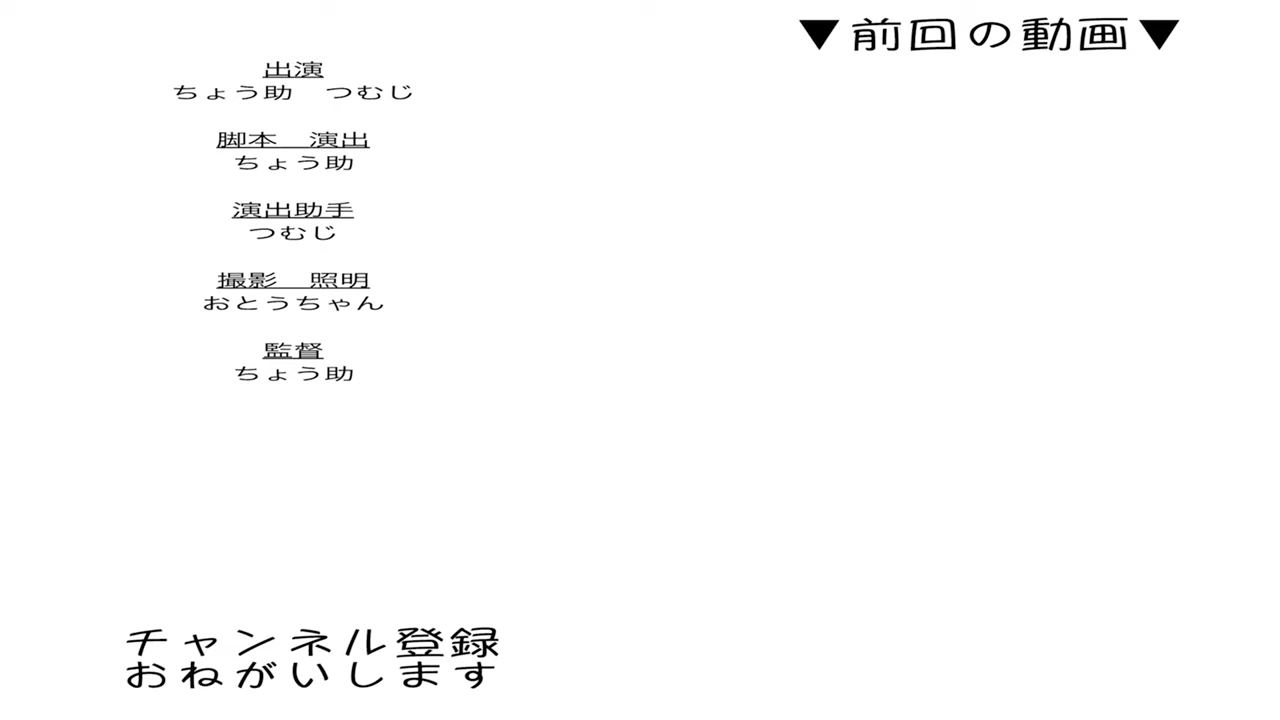 ▼前回の動画▼
出演
ちょう助　つむじ
脚本　演出
ちょう助
演出助手
つむじ
撮影　照明
おとうちゃん
監督
ちょう助
チャンネル登録
おねがいします